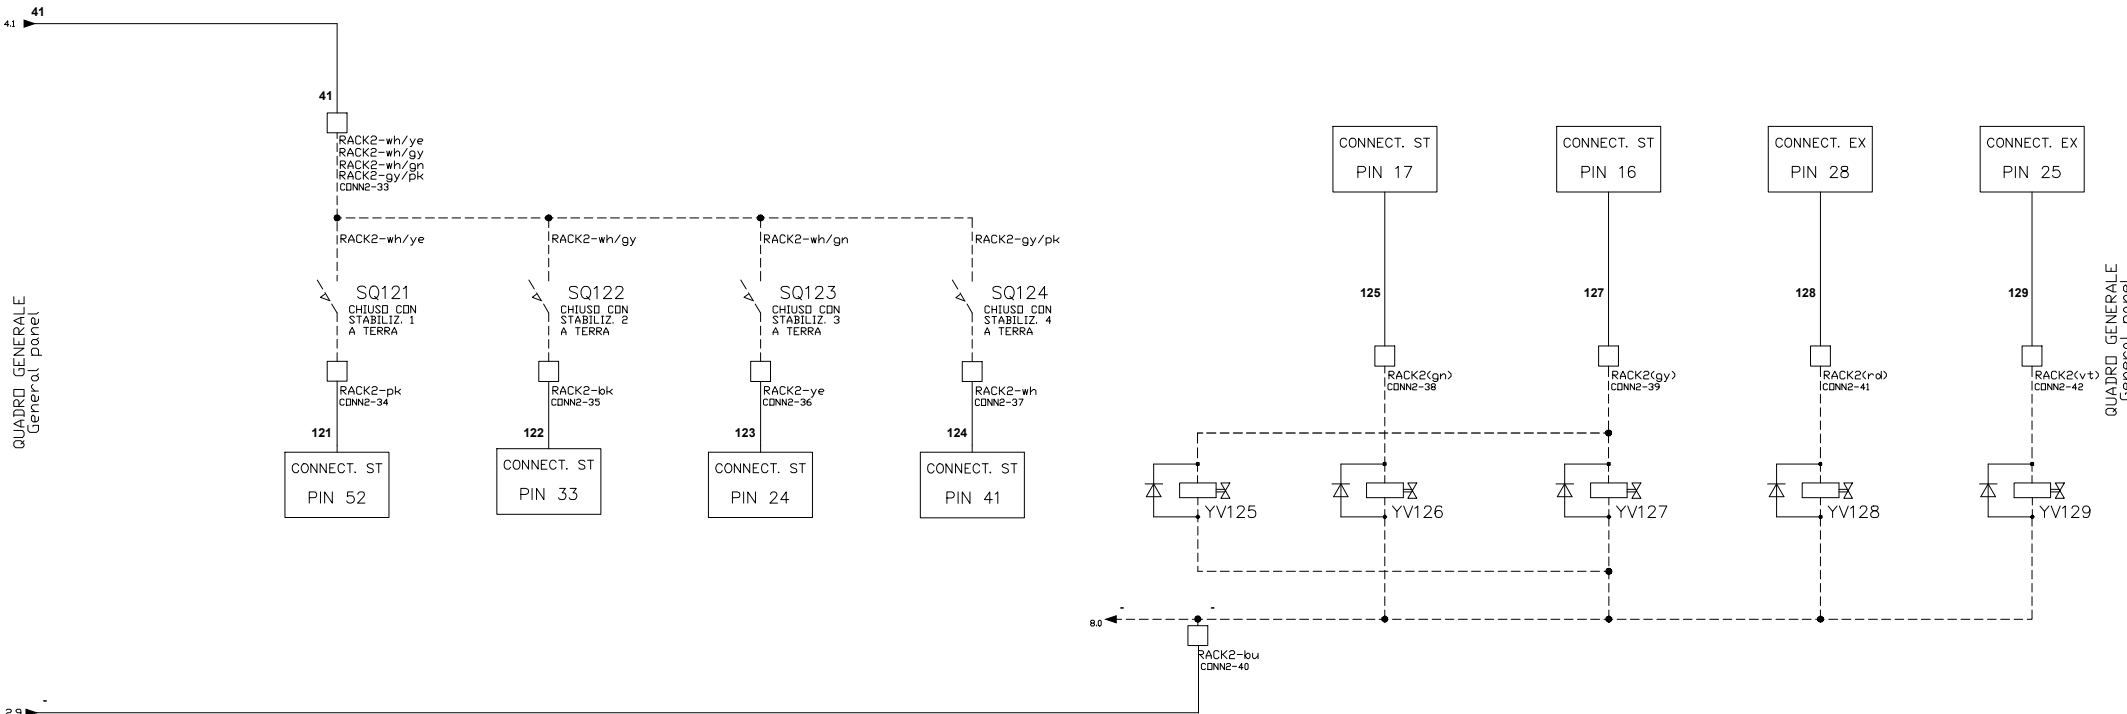 41
4.1
41
RACK2-wh/ye
RACK2-wh/gy
RACK2-wh/gn
RACK2-gy/pk
CONN2-33
RACK2-wh/ye
RACK2-wh/gy
RACK2-wh/gn
RACK2-gy/pk
SQ121
CHIUSO CON
STABILIZ. 1
A TERRA
SQ122
CHIUSO CON
STABILIZ. 2
A TERRA
SQ123
CHIUSO CON
STABILIZ. 3
A TERRA
SQ124
CHIUSO CON
STABILIZ. 4
A TERRA
QUADRO GENERALE
General panel
RACK2-pk
CONN2-34
RACK2-bk
CONN2-35
RACK2-ye
CONN2-36
RACK2-wh
CONN2-37
121
122
123
124
CONNECT. ST
PIN 52
CONNECT. ST
PIN 33
CONNECT. ST
PIN 24
CONNECT. ST
PIN 41
CONNECT. ST
PIN 17
CONNECT. ST
PIN 16
CONNECT. EX
PIN 28
CONNECT. EX
PIN 25
125
127
128
129
RACK2(gn)
CONN2-38
RACK2(gy)
CONN2-39
RACK2(rd)
CONN2-41
RACK2(vt)
CONN2-42
QUADRO GENERALE
General panel
YV125
YV126
YV127
YV128
YV129
-
-
8.0
RACK2-bu
CONN2-40
-
2.9